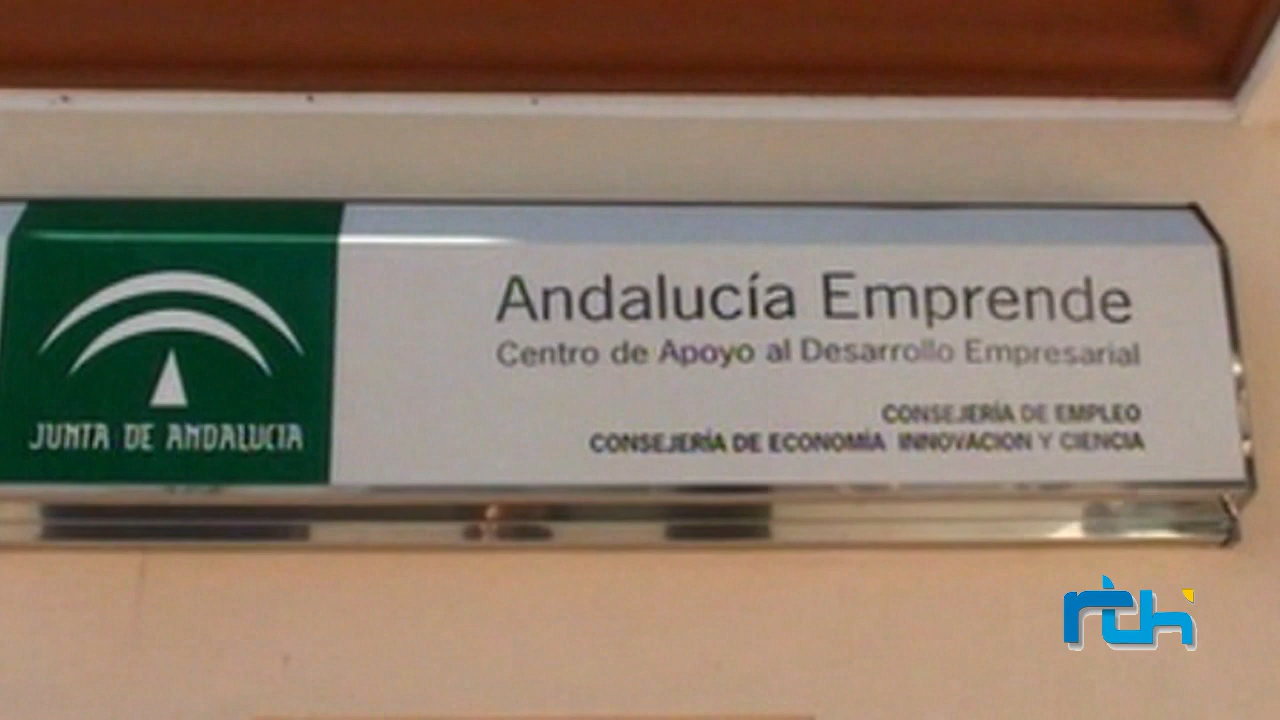 Andalucía Emprende
Centro de Apoyo al Desarrollo Empresarial
CONSEJERÍA DE EMPLEO
CONSEJERÍA DE ECONOMÍA INNOVACION Y CIENCIA
JUNTA DE ANDALUCIA
rtch